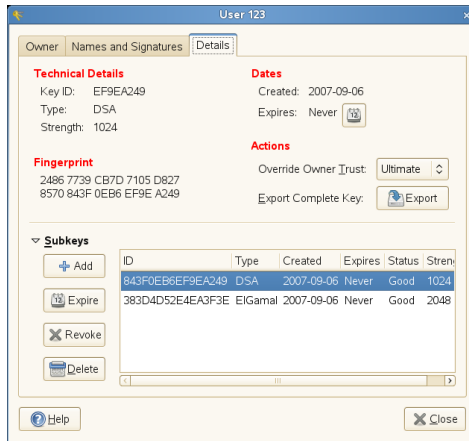 User 123
Owner
Names and Signatures
Details
Technical Details
Key ID: EF9EA249
Type: DSA
Strength: 1024
Dates
Created: 2007-09-06
Expires: Never
Fingerprint
2486 7739 CB7D 7105 D827
8570 843F 0EB6 EF9E A249
Actions
Override Owner Trust: Ultimate
Export Complete Key: Export
Subkeys
Add
Expire
Revoke
Delete
ID Type Created Expires Status Stren
843F0EB6EF9EA249 DSA 2007-09-06 Never Good 1024
383D4D52E4EA3F3E ElGamal 2007-09-06 Never Good 2048
Help
Close